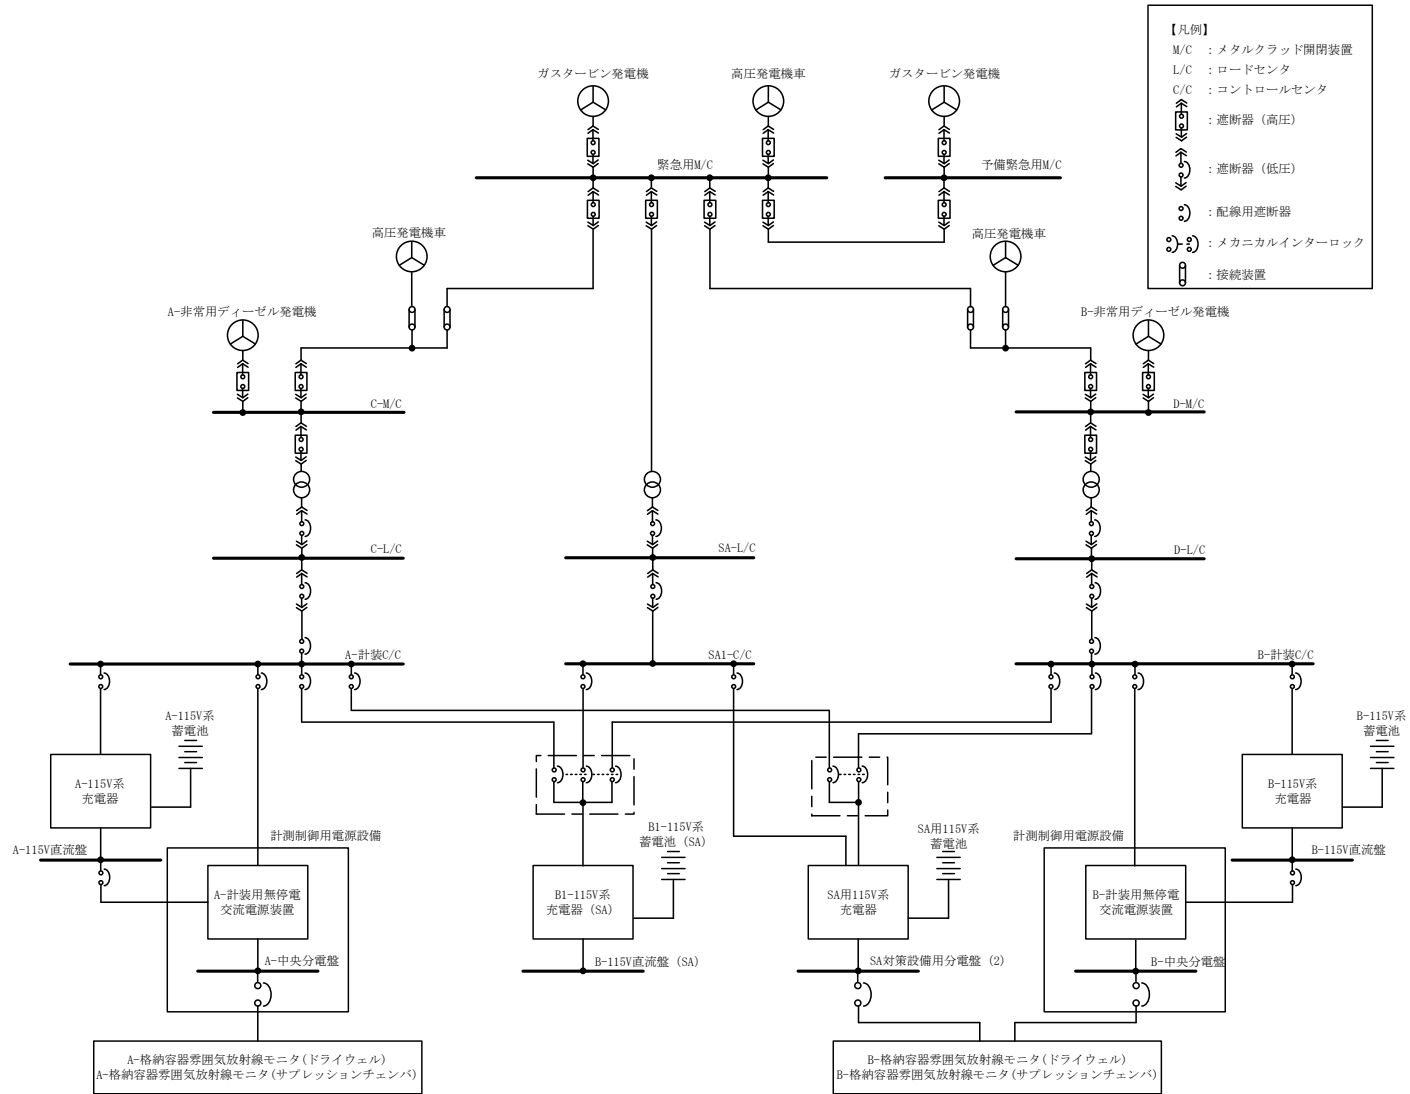 【凡例】
M/C ：メタルクラッド開閉装置
L/C ：ロードセンタ
C/C ：コントロールセンタ
：遮断器（高圧）
：遮断器（低圧）
：配線用遮断器
：メカニカルインターロック
：接続装置
ガスタービン発電機
高圧発電機車
ガスタービン発電機
緊急用M/C
予備緊急用M/C
高圧発電機車
高圧発電機車
A-非常用ディーゼル発電機
B-非常用ディーゼル発電機
C-M/C
D-M/C
C-L/C
SA-L/C
D-L/C
A-計装C/C
SA1-C/C
B-計装C/C
A-115V系
蓄電池
B-115V系
蓄電池
A-115V系
充電器
B-115V系
充電器
計測制御用電源設備
B1-115V系
蓄電池（SA）
SA用115V系
蓄電池
計測制御用電源設備
A-115V直流盤
B-115V直流盤
A-計装用無停電
交流電源装置
B1-115V系
充電器（SA）
SA用115V系
充電器
B-計装用無停電
交流電源装置
A-中央分電盤
B-115V直流盤（SA）
SA対策設備用分電盤（2）
B-中央分電盤
A-格納容器雰囲気放射線モニタ(ドライウェル)
A-格納容器雰囲気放射線モニタ(サプレッションチェンバ)
B-格納容器雰囲気放射線モニタ(ドライウェル)
B-格納容器雰囲気放射線モニタ(サプレッションチェンバ)